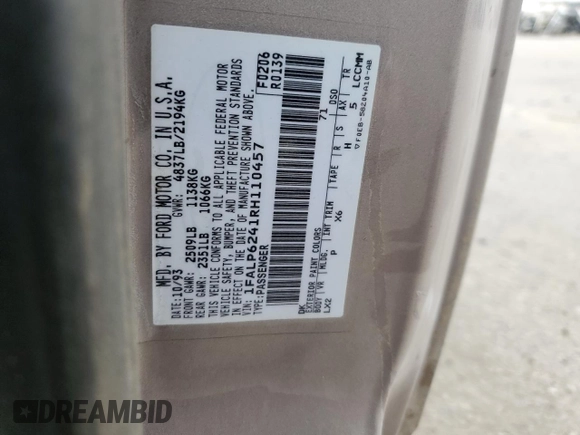 MFD. BY FORD MOTOR CO. IN U.S.A.
DATE: 10/93 GVWR: 4837LB/2194KG
FRONT GAWR: 2509LB 1138KG
REAR GAWR: 2351LB 1066KG
THIS VEHICLE CONFORMS TO ALL APPLICABLE FEDERAL MOTOR
VEHICLE SAFETY, BUMPER, AND THEFT PREVENTION STANDARDS
IN EFFECT ON THE DATE OF MANUFACTURE SHOWN ABOVE.
VIN: 1FALP6241RH110457 F0206
TYPE: PASSENGER R0139
EXTERIOR PAINT COLORS 71 DSO
DK
BODY VR MLDG. INT TRIM TAPE R S AX TR
LX2 P X6 H 5 LCCMM
▽F0EB-58204A10-AB
DREAMBID